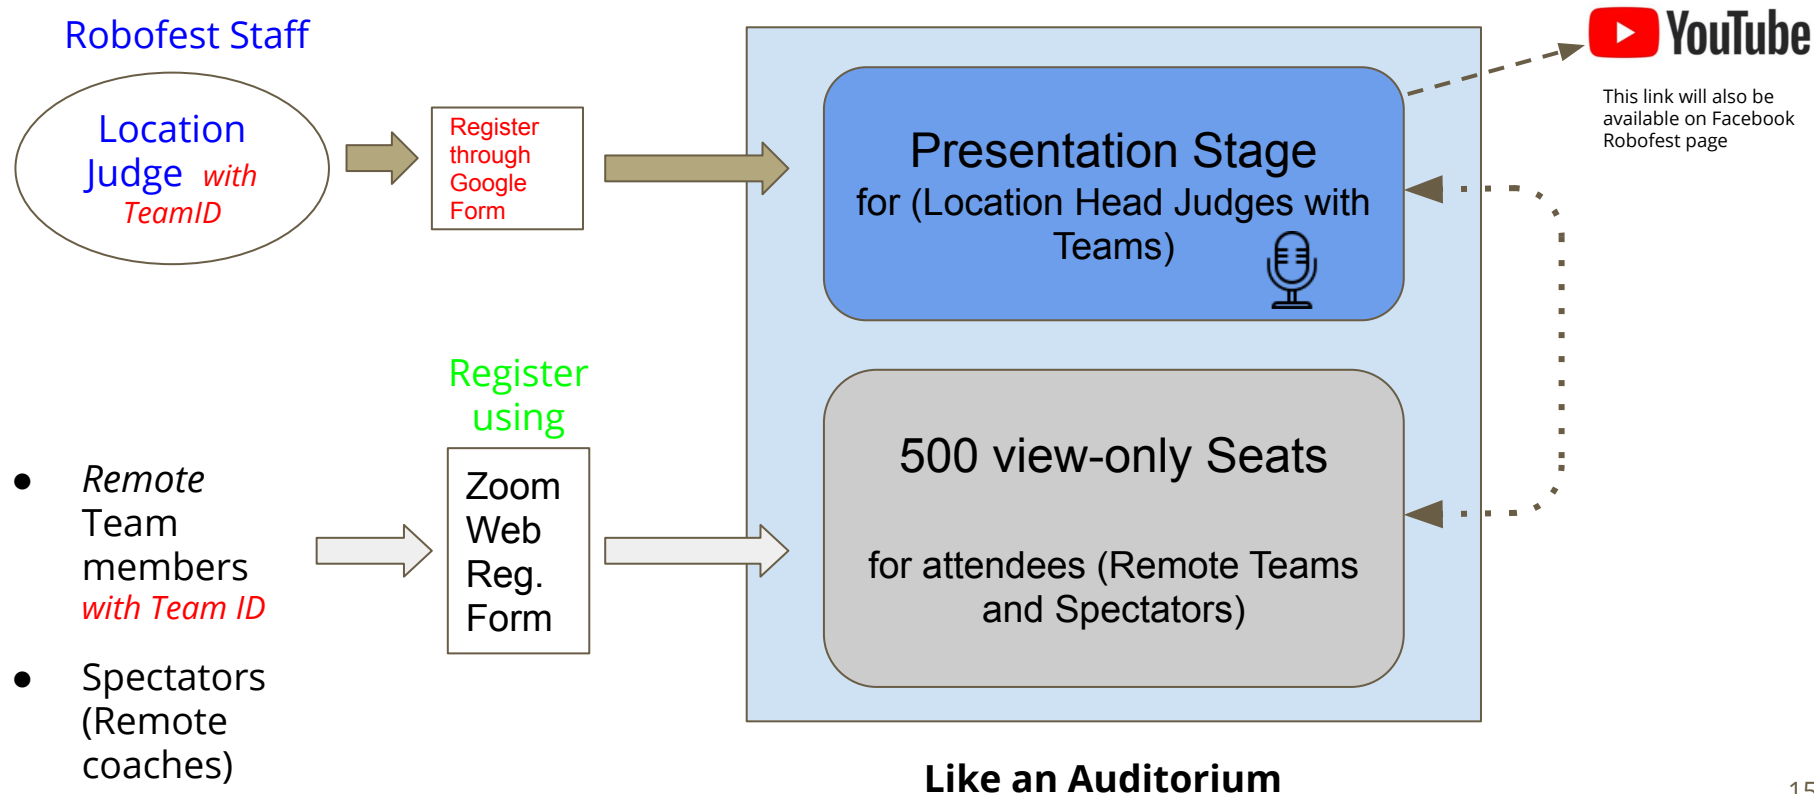 Robofest Staff
Location
Judge with
TeamID
Register
through
Google
Form
Presentation Stage
for (Location Head Judges with
Teams)
YouTube
This link will also be
available on Facebook
Robofest page
Register
using
● Remote
Team
members
with Team ID
● Spectators
(Remote
coaches)
Zoom
Web
Reg.
Form
500 view-only Seats
for attendees (Remote Teams
and Spectators)
Like an Auditorium
15